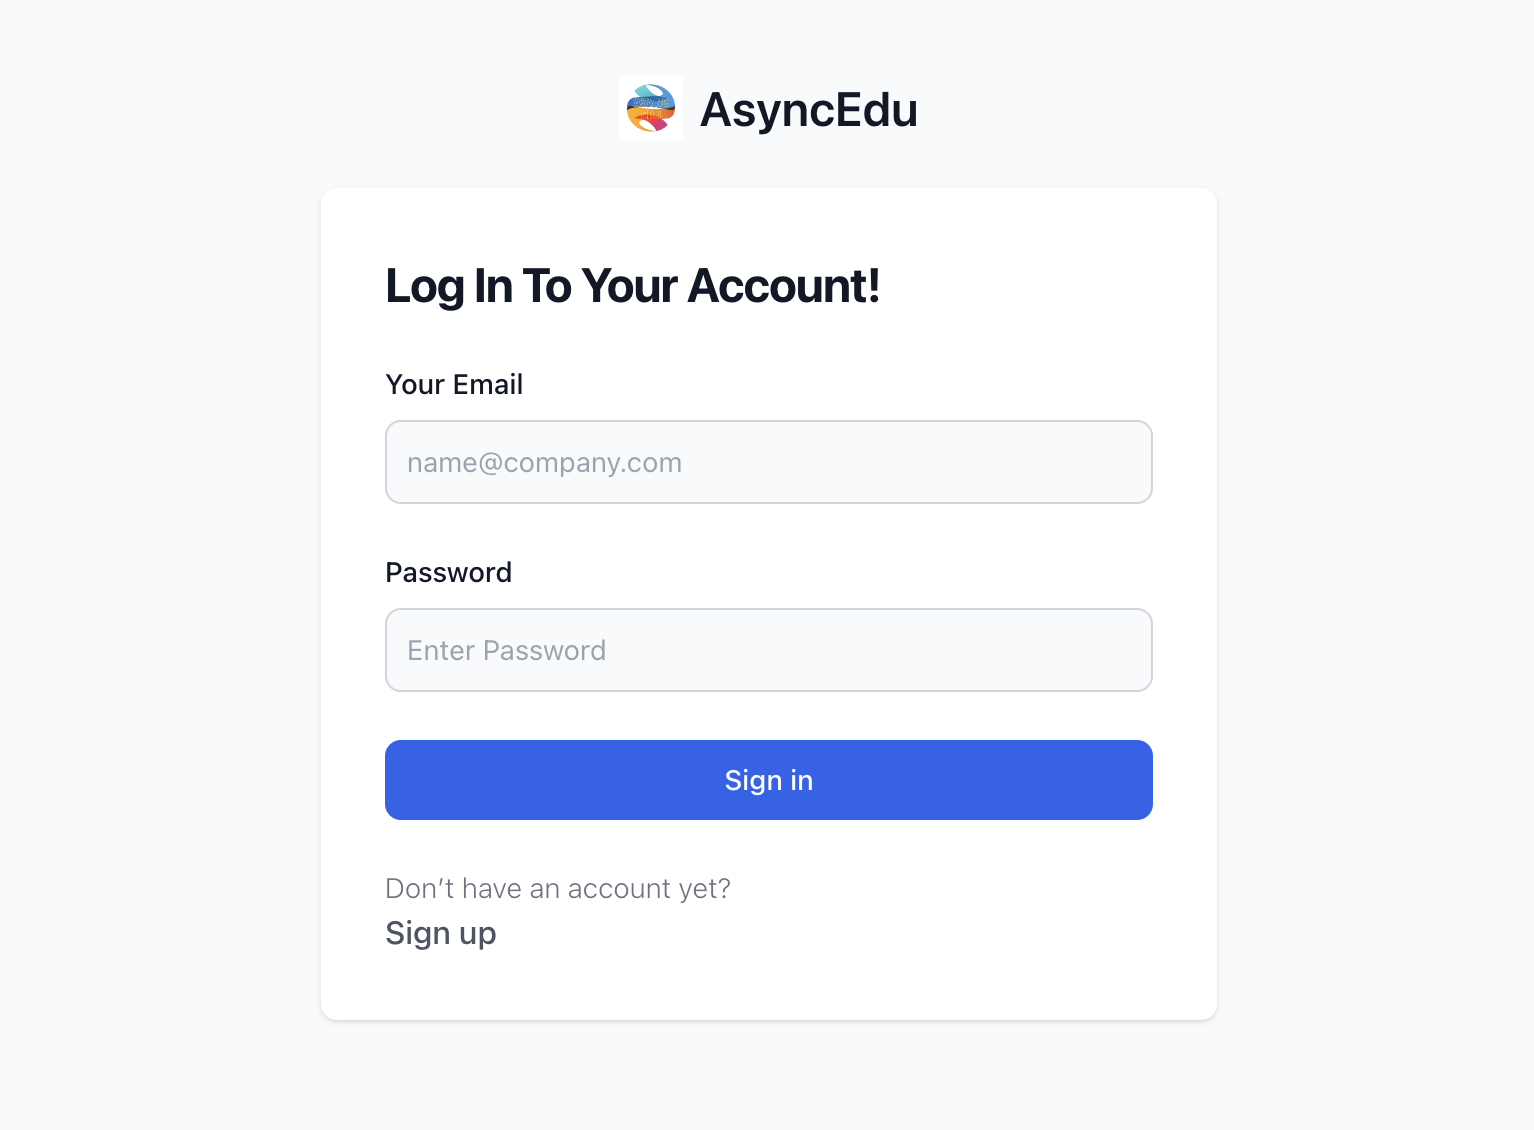 AsyncEdu
Log In To Your Account!
Your Email
name@company.com
Password
Enter Password
Sign in
Don’t have an account yet?
Sign up